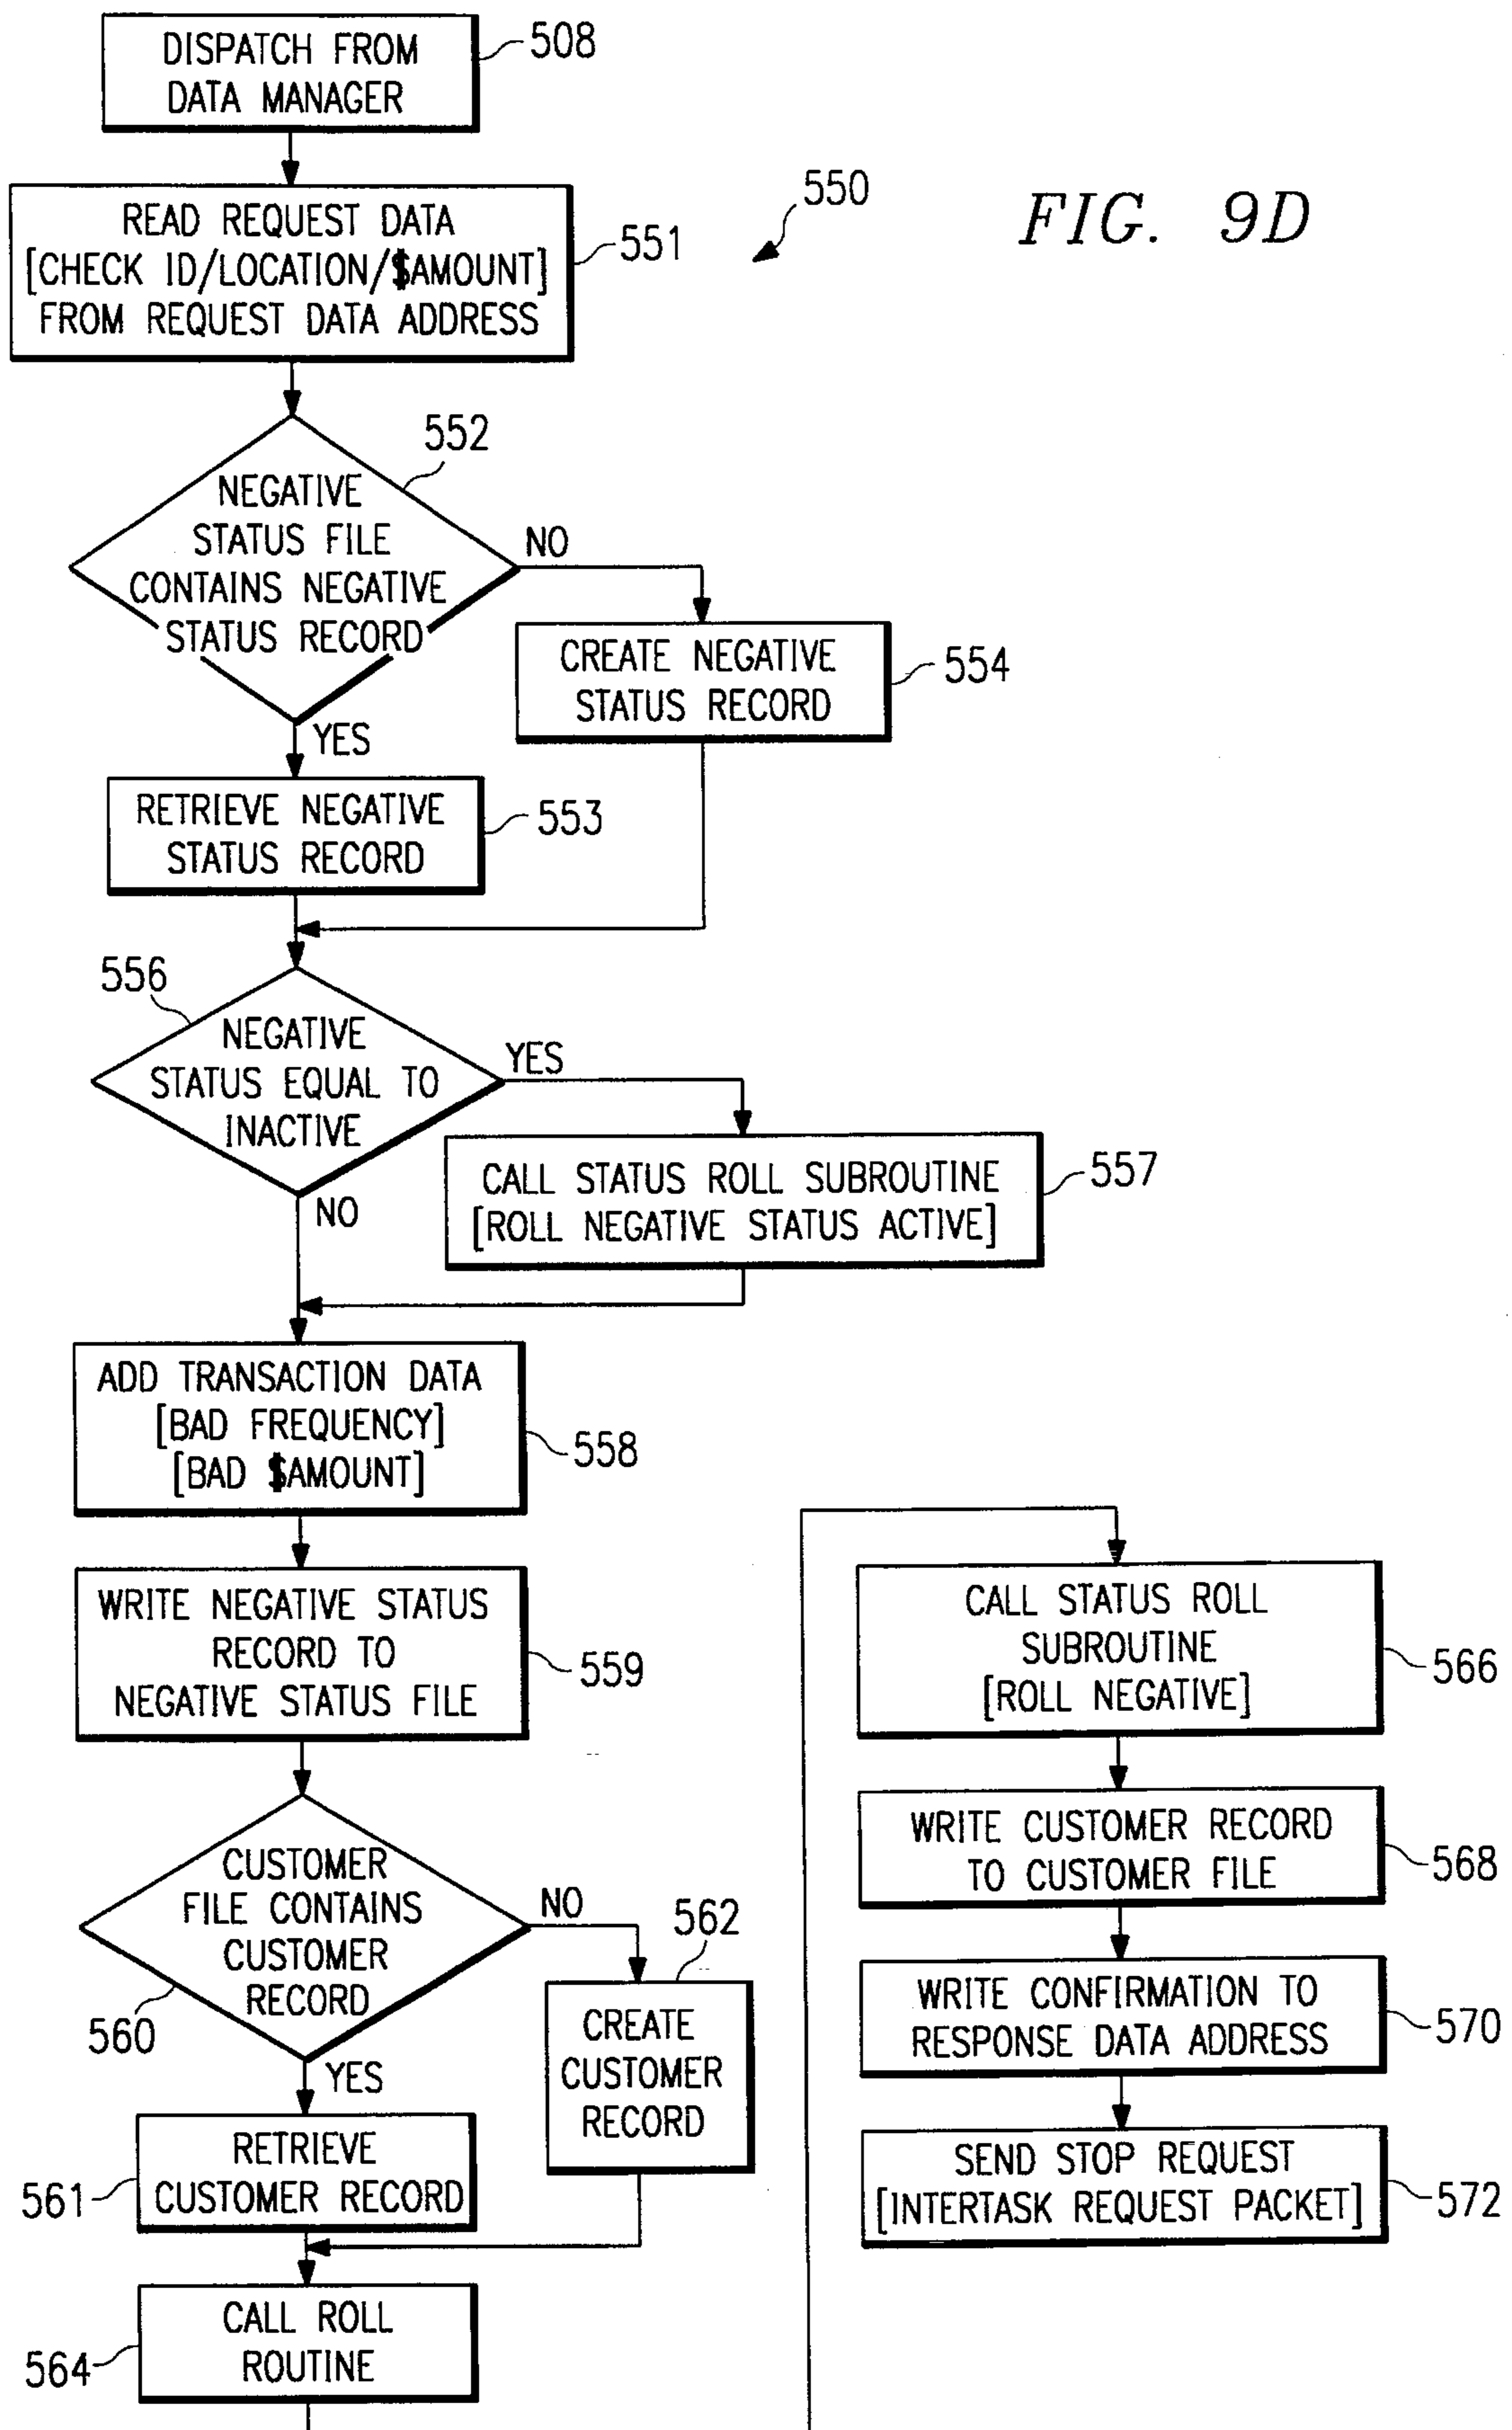 DISPATCH FROM
DATA MANAGER
508
READ REQUEST DATA
[CHECK ID/LOCATION/$AMOUNT]
FROM REQUEST DATA ADDRESS
551
550
FIG. 9D
552
NEGATIVE
STATUS FILE
CONTAINS NEGATIVE
STATUS RECORD
NO
YES
CREATE NEGATIVE
STATUS RECORD
554
RETRIEVE NEGATIVE
STATUS RECORD
553
556
NEGATIVE
STATUS EQUAL TO
INACTIVE
YES
NO
CALL STATUS ROLL SUBROUTINE
[ROLL NEGATIVE STATUS ACTIVE]
557
ADD TRANSACTION DATA
[BAD FREQUENCY]
[BAD $AMOUNT]
558
WRITE NEGATIVE STATUS
RECORD TO
NEGATIVE STATUS FILE
559
CUSTOMER
FILE CONTAINS
CUSTOMER
RECORD
560
NO
YES
562
CREATE
CUSTOMER
RECORD
RETRIEVE
CUSTOMER RECORD
561
CALL ROLL
ROUTINE
564
CALL STATUS ROLL
SUBROUTINE
[ROLL NEGATIVE]
566
WRITE CUSTOMER RECORD
TO CUSTOMER FILE
568
WRITE CONFIRMATION TO
RESPONSE DATA ADDRESS
570
SEND STOP REQUEST
[INTERTASK REQUEST PACKET]
572